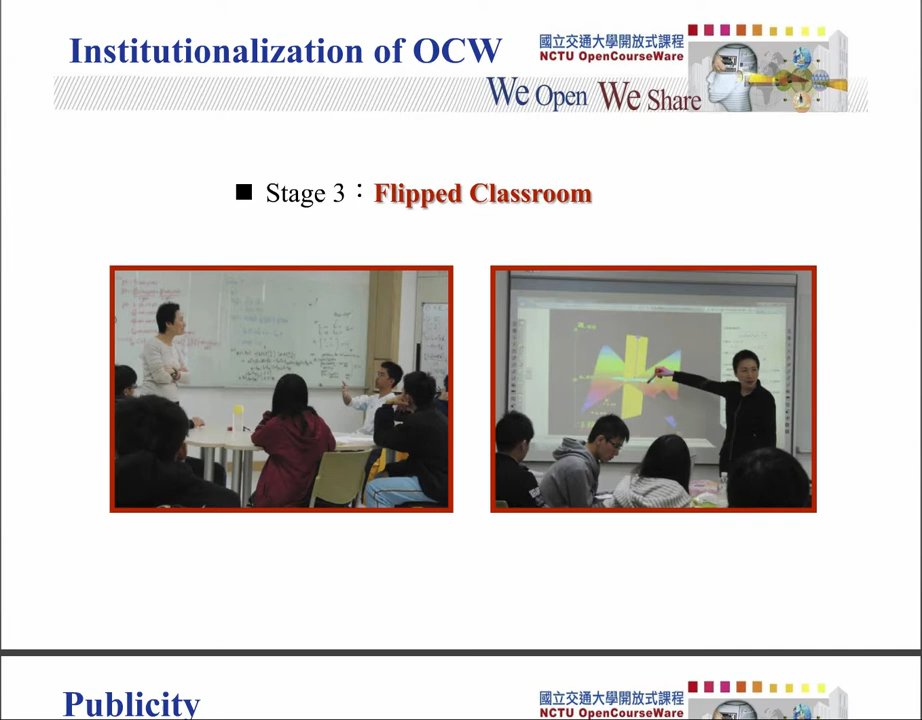 Institutionalization of OCW
國立交通大學開放式課程
NCTU OpenCourseWare
We Open We Share
■ Stage 3：Flipped Classroom
Publicity
國立交通大學開放式課程
NCTU OpenCourseWare